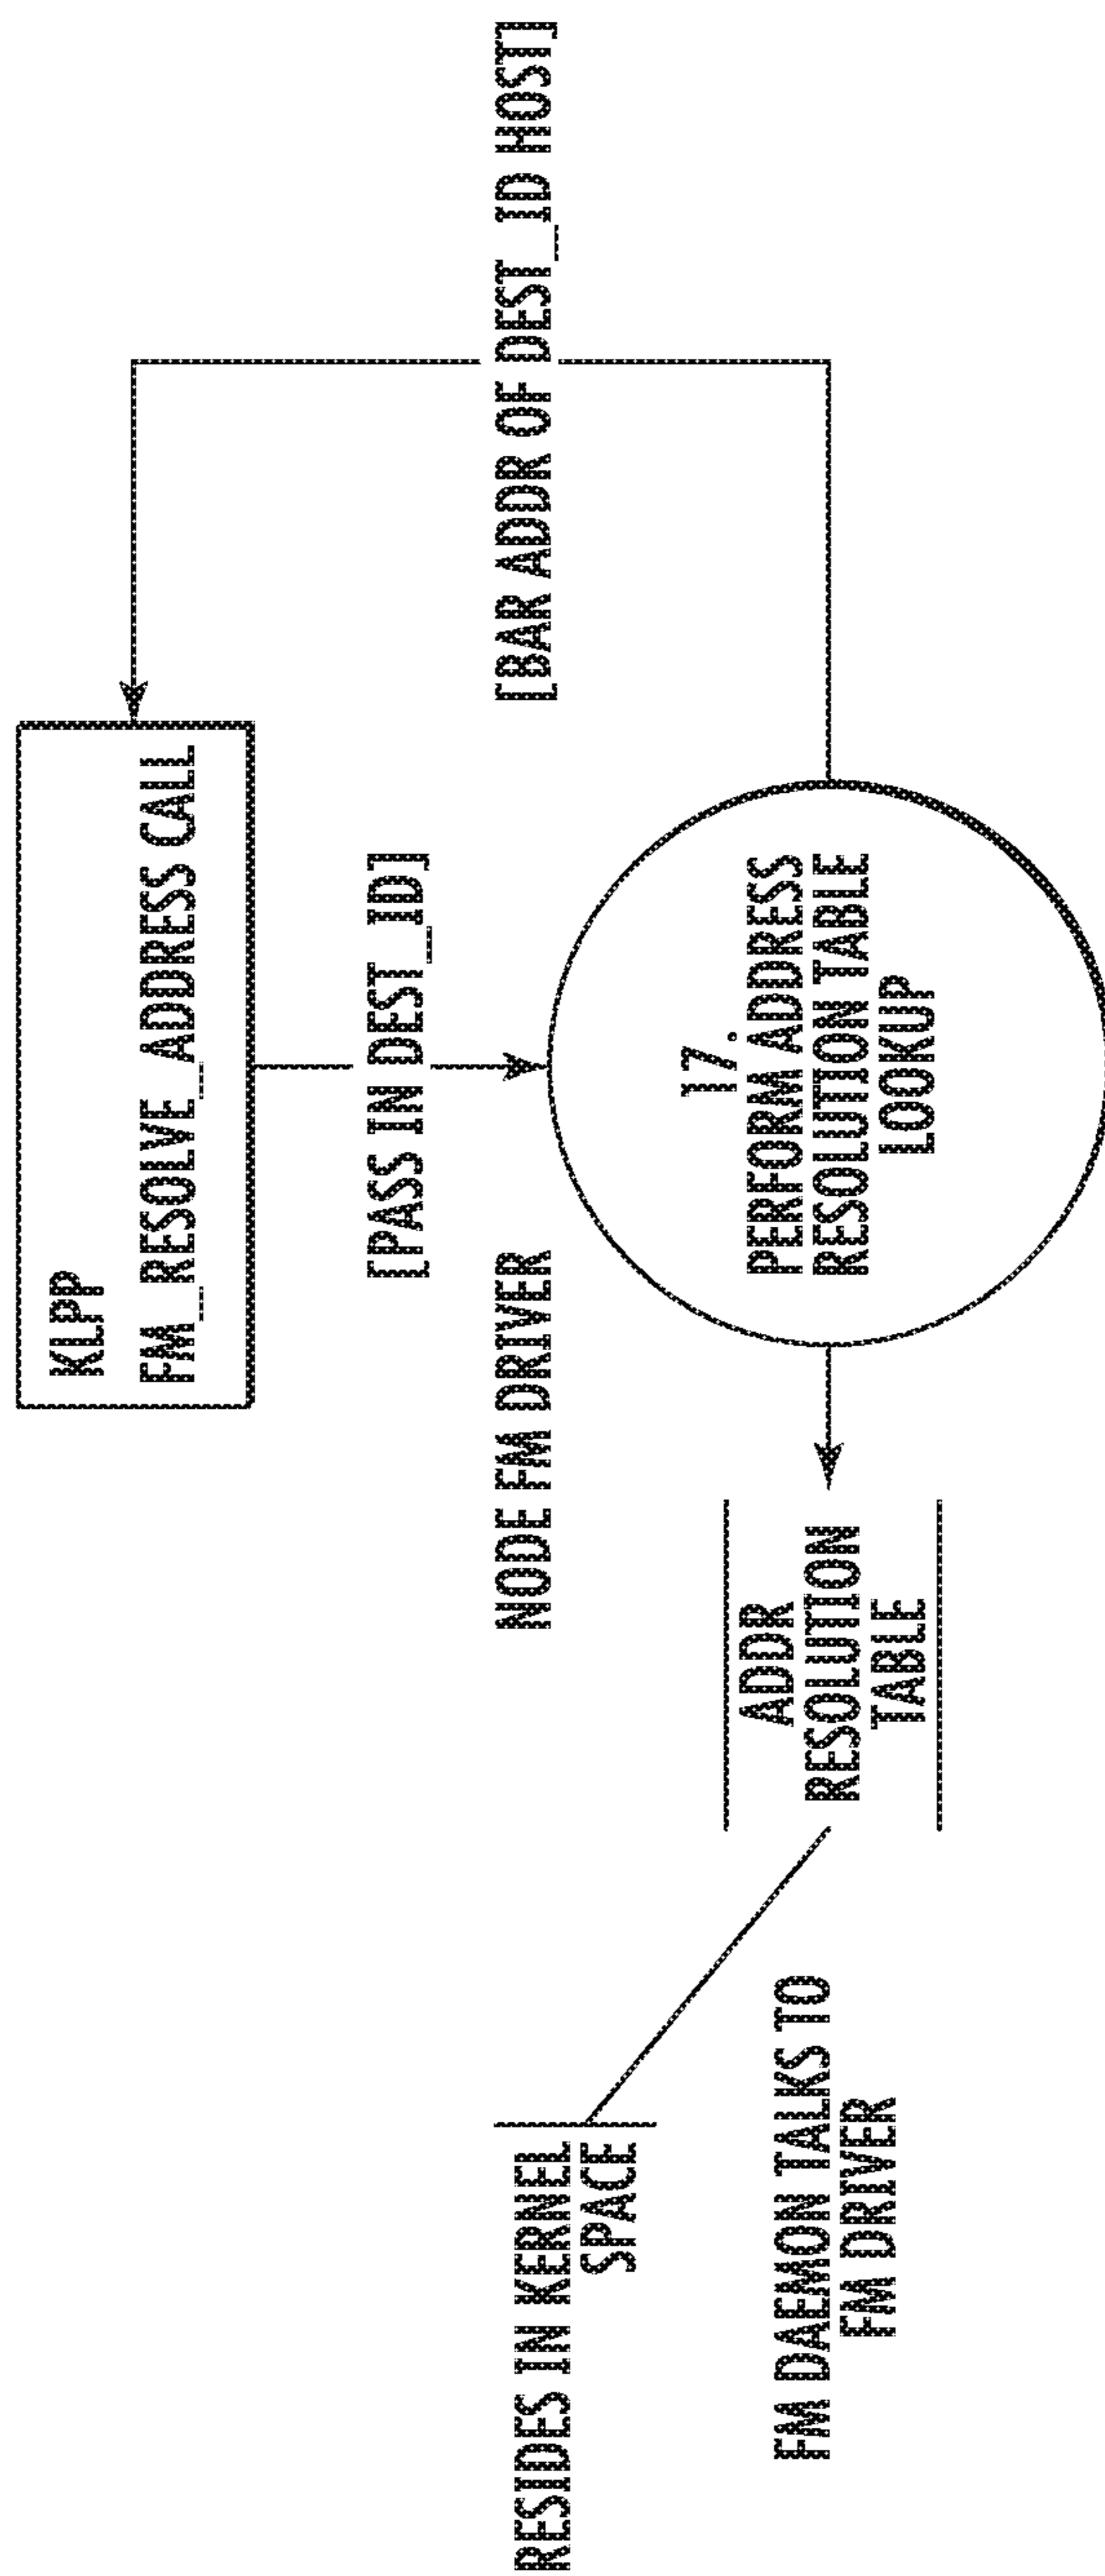 KLPP
FM_RESOLVE_ADDRESS CALL
[PASS IN DEST_ID]
[BAR ADDR OF DEST_ID HOST]
NODE FM DRIVER
17.
PERFORM ADDRESS
RESOLUTION TABLE
LOOKUP
ADDR
RESOLUTION
TABLE
RESIDES IN KERNEL
SPACE
FM DAEMON TALKS TO
FM DRIVER